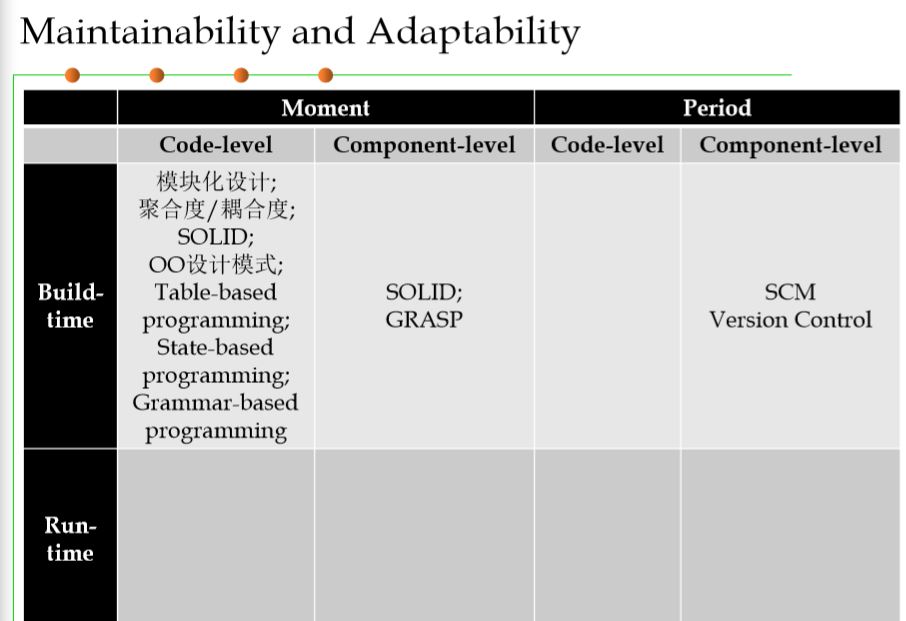 Maintainability and Adaptability
Moment
Period
Code-level
Component-level
Code-level
Component-level
Build-
time
模块化设计;
聚合度/耦合度;
SOLID;
OO设计模式;
Table-based
programming;
State-based
programming;
Grammar-based
programming
SOLID;
GRASP
SCM
Version Control
Run-
time